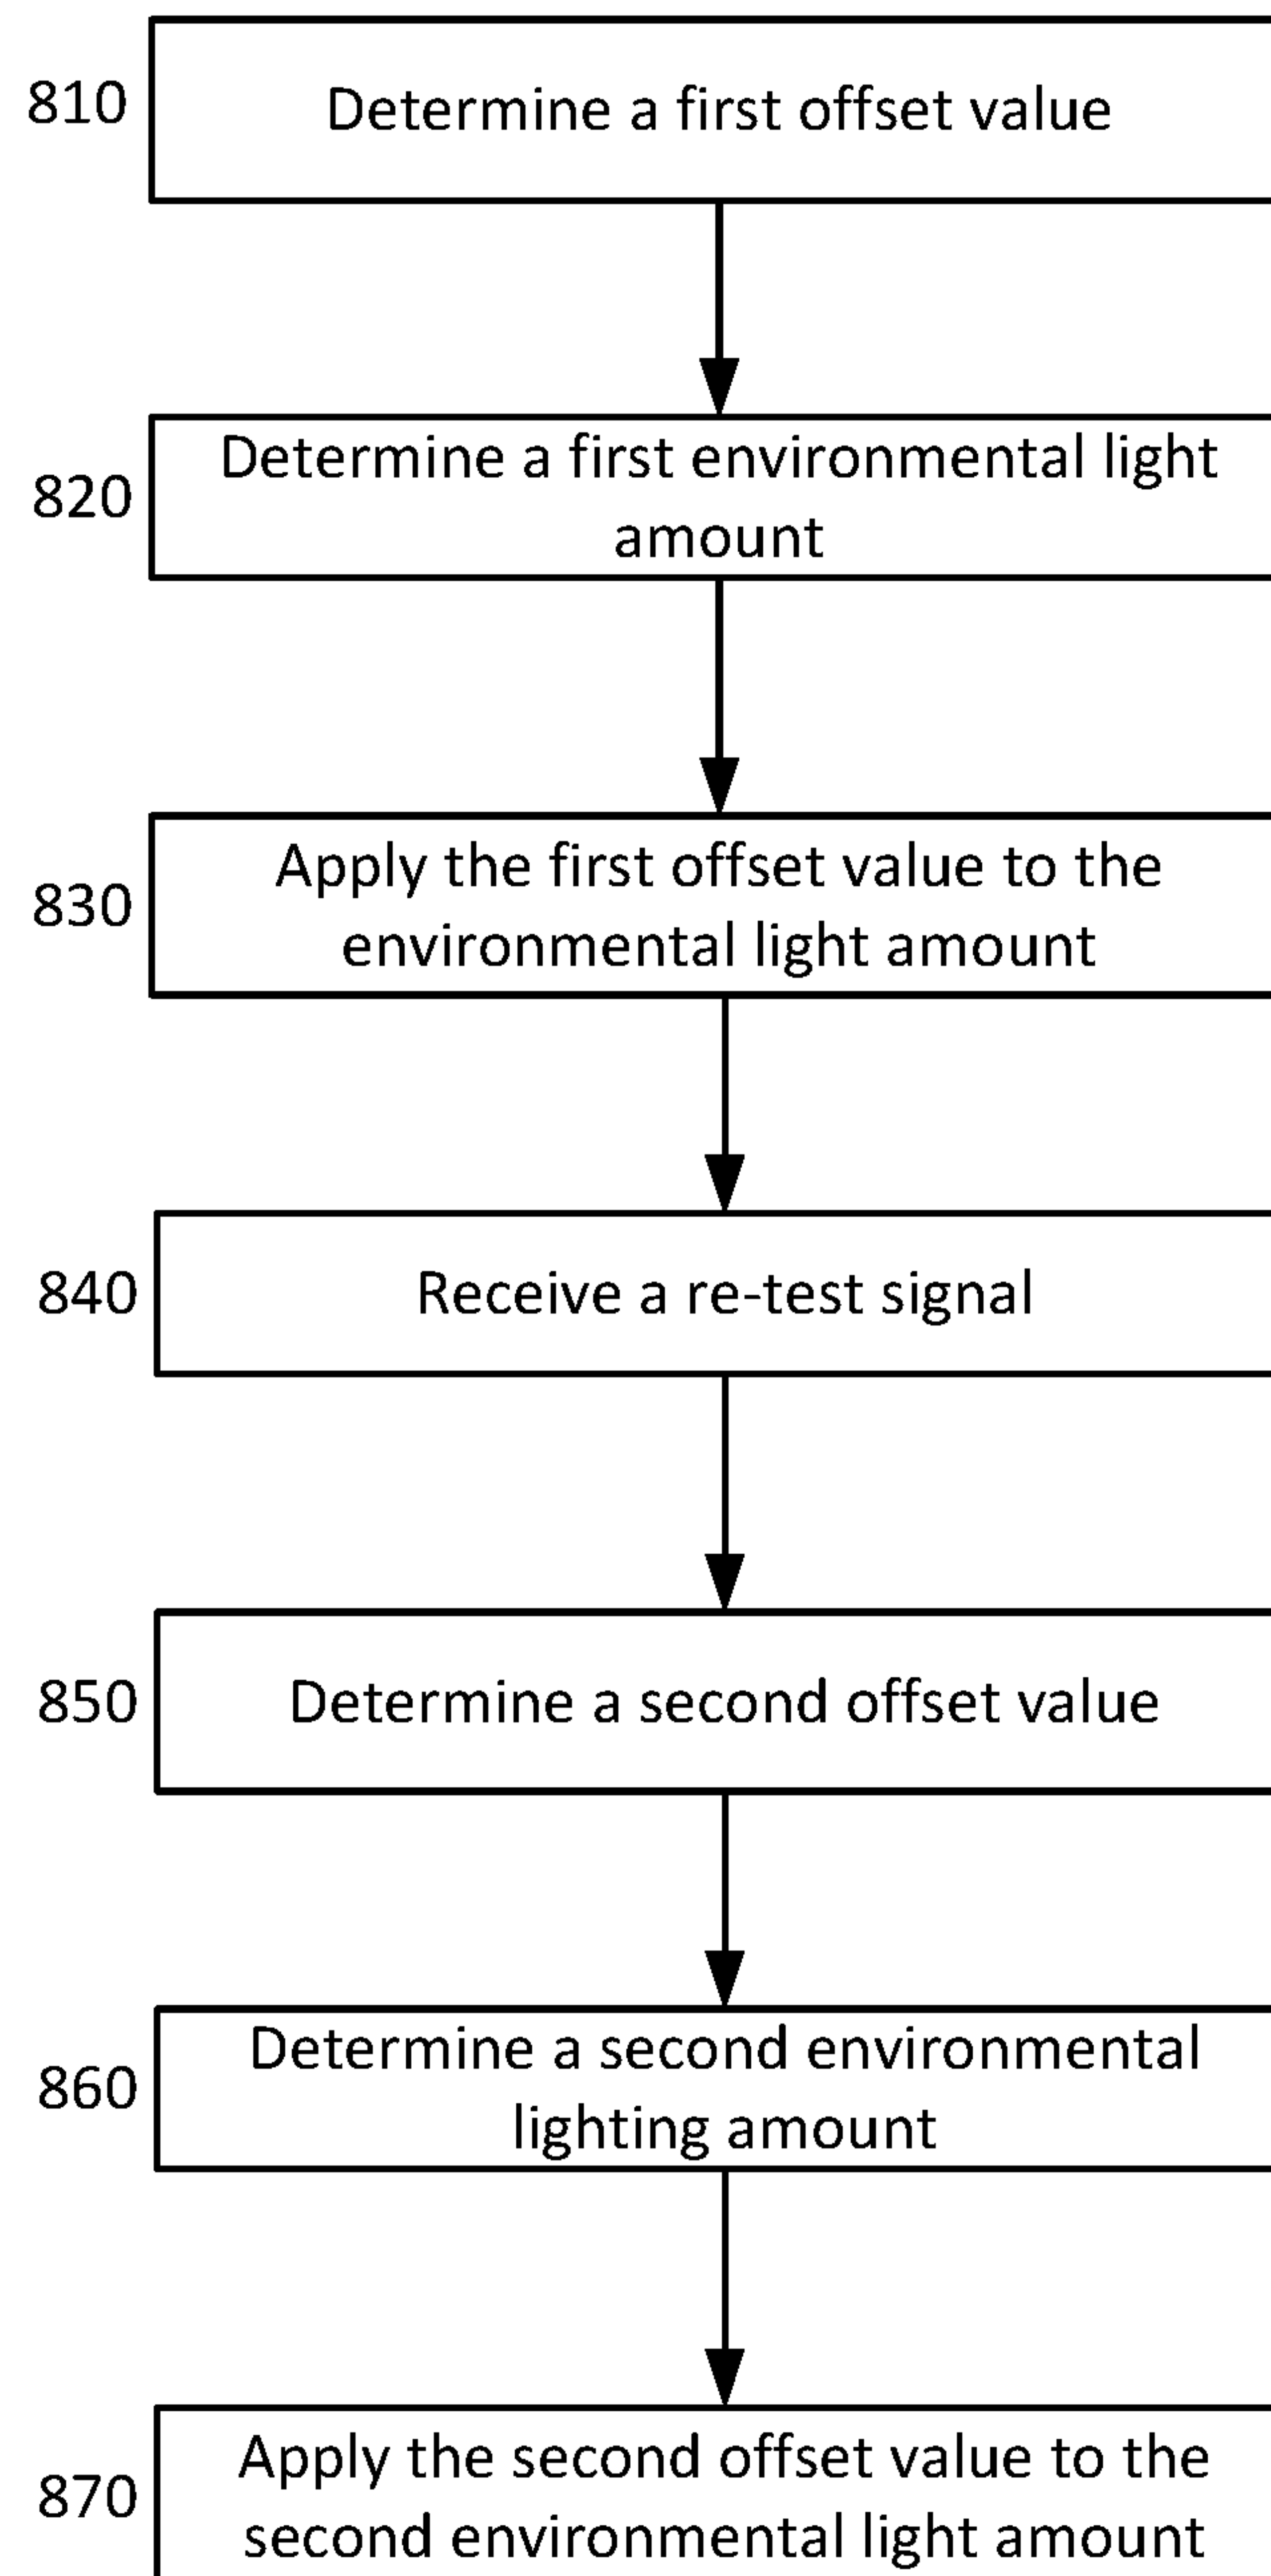 810
Determine a first offset value
820
Determine a first environmental light
amount
830
Apply the first offset value to the
environmental light amount
840
Receive a re-test signal
850
Determine a second offset value
860
Determine a second environmental
lighting amount
870
Apply the second offset value to the
second environmental light amount